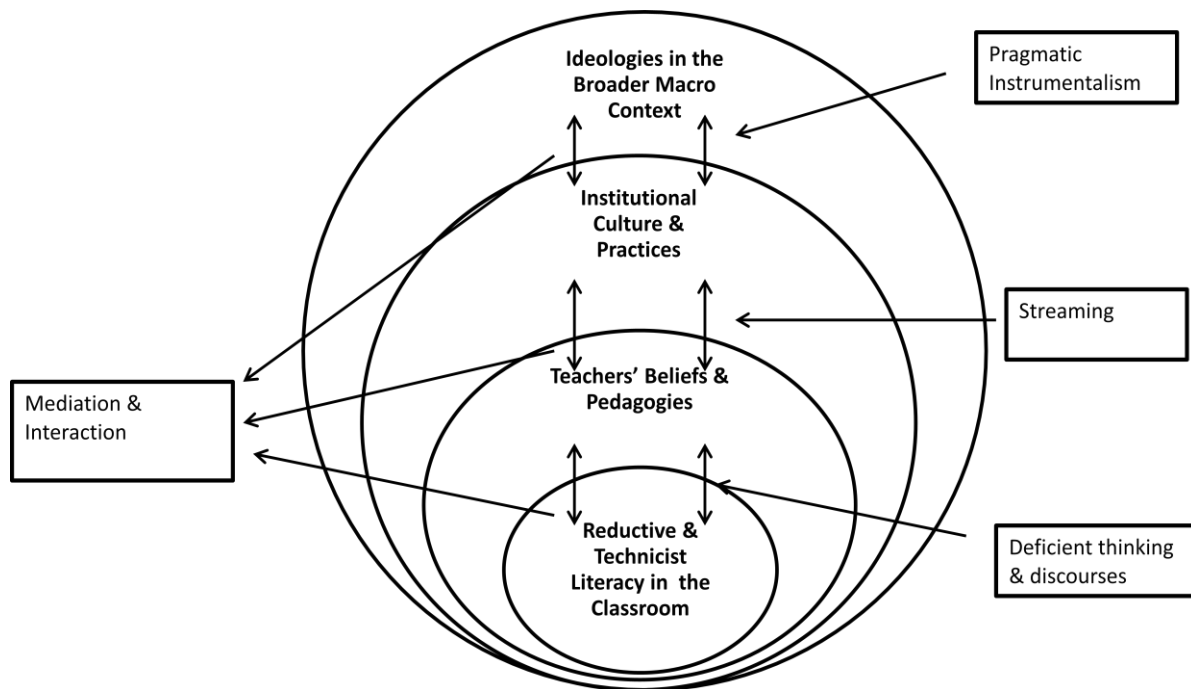 Ideologies in the
Broader Macro
Context
Pragmatic
Instrumentalism
Institutional
Culture &
Practices
Streaming
Teachers’ Beliefs &
Pedagogies
Mediation &
Interaction
Reductive &
Technicist
Literacy in the
Classroom
Deficient thinking
& discourses